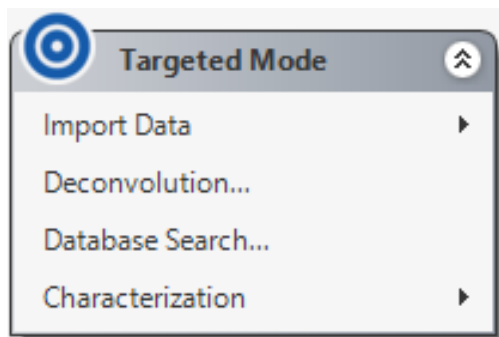 Targeted Mode
Import Data
Deconvolution...
Database Search...
Characterization